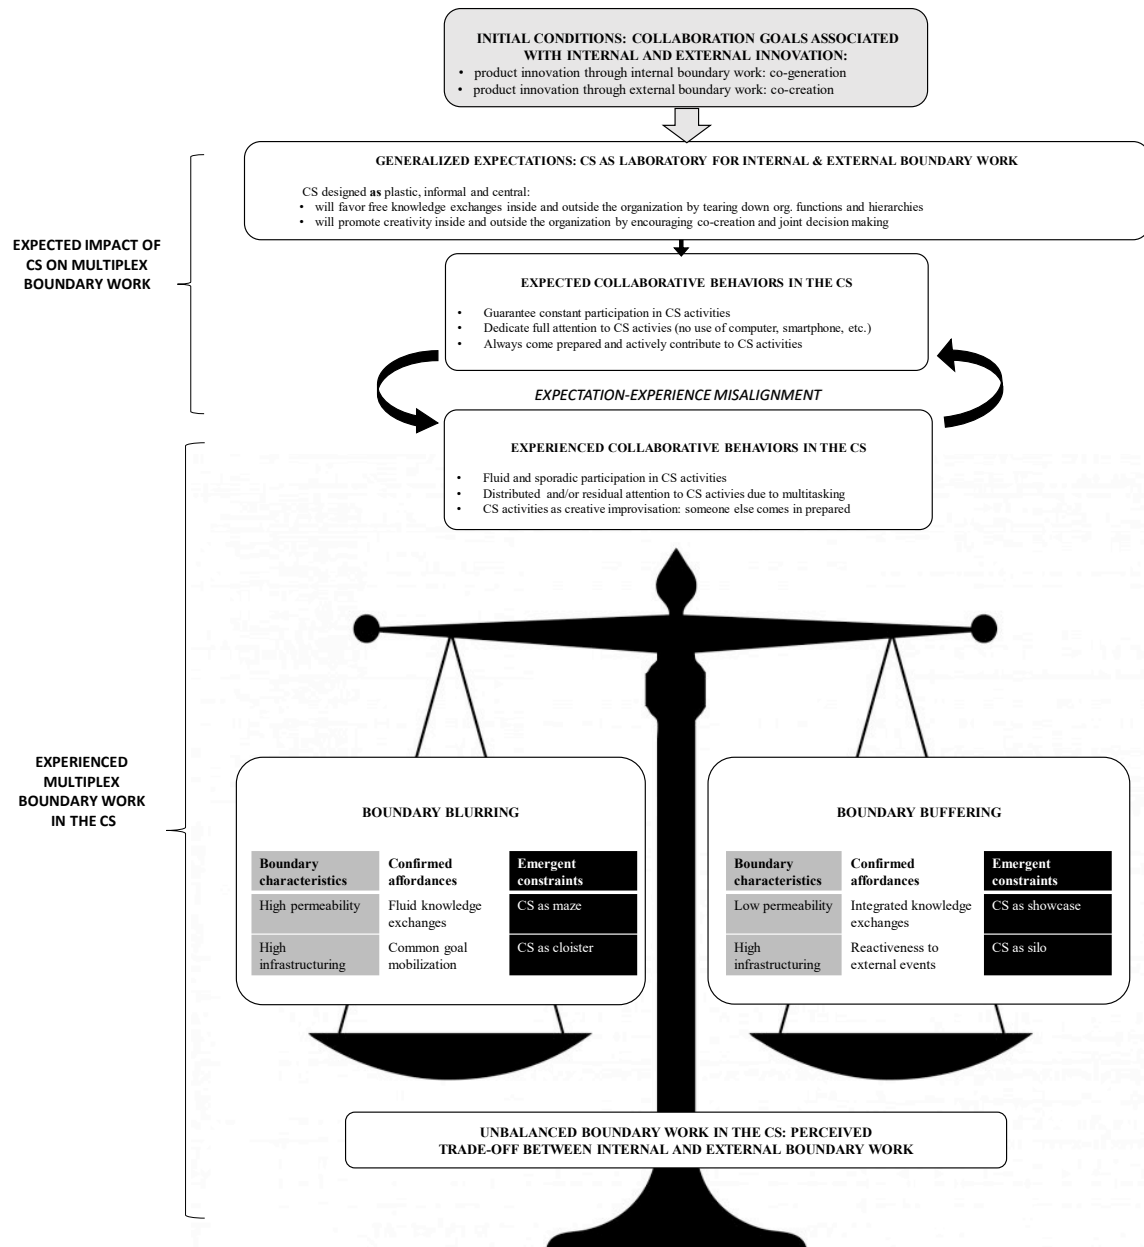 INITIAL CONDITIONS: COLLABORATION GOALS ASSOCIATED
WITH INTERNAL AND EXTERNAL INNOVATION:
• product innovation through internal boundary work: co-generation
• product innovation through external boundary work: co-creation
GENERALIZED EXPECTATIONS: CS AS LABORATORY FOR INTERNAL & EXTERNAL BOUNDARY WORK
CS designed as plastic, informal and central:
• will favor free knowledge exchanges inside and outside the organization by tearing down org. functions and hierarchies
• will promote creativity inside and outside the organization by encouraging co-creation and joint decision making
EXPECTED IMPACT OF
CS ON MULTIPLEX
BOUNDARY WORK
EXPECTED COLLABORATIVE BEHAVIORS IN THE CS
• Guarantee constant participation in CS activities
• Dedicate full attention to CS activies (no use of computer, smartphone, etc.)
• Always come prepared and actively contribute to CS activities
EXPECTATION-EXPERIENCE MISALIGNMENT
EXPERIENCED COLLABORATIVE BEHAVIORS IN THE CS
• Fluid and sporadic participation in CS activities
• Distributed and/or residual attention to CS activies due to multitasking
• CS activities as creative improvisation: someone else comes in prepared
EXPERIENCED
MULTIPLEX
BOUNDARY WORK
IN THE CS
BOUNDARY BLURRING
Boundary characteristics
Confirmed affordances
Emergent constraints
High permeability
Fluid knowledge exchanges
CS as maze
High infrastructuring
Common goal mobilization
CS as cloister
BOUNDARY BUFFERING
Boundary characteristics
Confirmed affordances
Emergent constraints
Low permeability
Integrated knowledge exchanges
CS as showcase
High infrastructuring
Reactiveness to external events
CS as silo
UNBALANCED BOUNDARY WORK IN THE CS: PERCEIVED
TRADE-OFF BETWEEN INTERNAL AND EXTERNAL BOUNDARY WORK